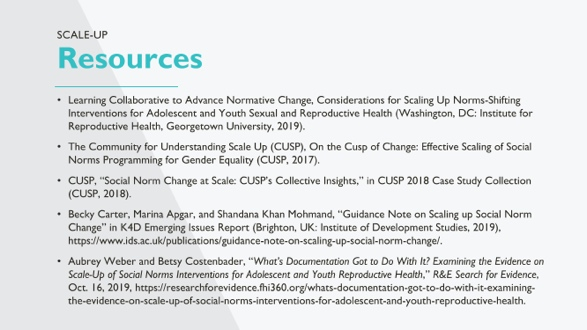 SCALE-UP
Resources
• Learning Collaborative to Advance Normative Change, Considerations for Scaling Up Norms-Shifting
Interventions for Adolescent and Youth Sexual and Reproductive Health (Washington, DC: Institute for
Reproductive Health, Georgetown University, 2019).
• The Community for Understanding Scale Up (CUSP), On the Cusp of Change: Effective Scaling of Social
Norms Programming for Gender Equality (CUSP, 2017).
• CUSP, “Social Norm Change at Scale: CUSP’s Collective Insights,” in CUSP 2018 Case Study Collection
(CUSP, 2018).
• Becky Carter, Marina Apgar, and Shandana Khan Mohmand, “Guidance Note on Scaling up Social Norm
Change” in K4D Emerging Issues Report (Brighton, UK: Institute of Development Studies, 2019),
https://www.ids.ac.uk/publications/guidance-note-on-scaling-up-social-norm-change/.
• Aubrey Weber and Betsy Costenbader, “What’s Documentation Got to Do With It? Examining the Evidence on
Scale-Up of Social Norms Interventions for Adolescent and Youth Reproductive Health,” R&E Search for Evidence,
Oct. 16, 2019, https://researchforevidence.fhi360.org/whats-documentation-got-to-do-with-it-examining-
the-evidence-on-scale-up-of-social-norms-interventions-for-adolescent-and-youth-reproductive-health.